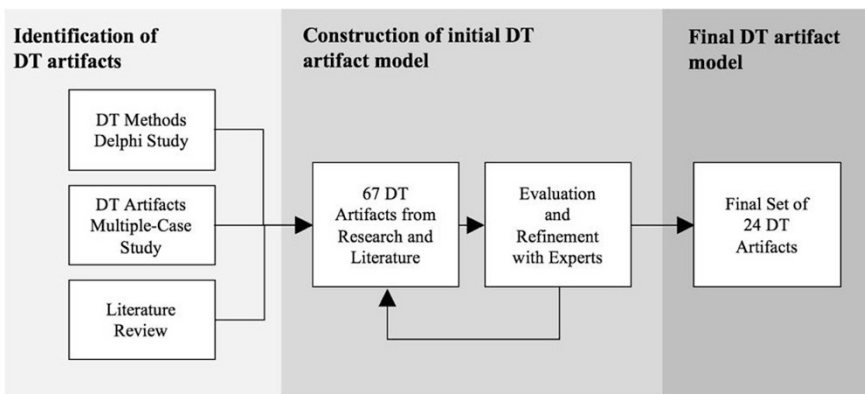 Identification of
DT artifacts
DT Methods
Delphi Study
DT Artifacts
Multiple-Case
Study
Literature
Review
Construction of initial DT
artifact model
67 DT
Artifacts from
Research and
Literature
Evaluation
and
Refinement
with Experts
Final DT artifact
model
Final Set of
24 DT
Artifacts